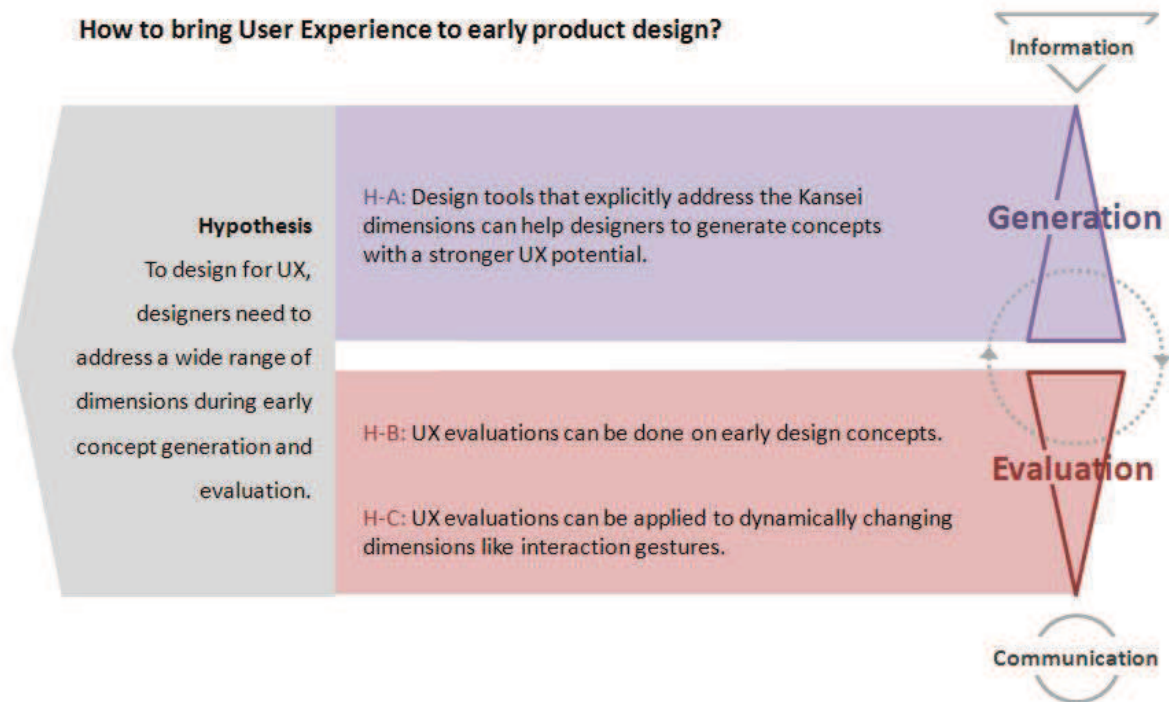 How to bring User Experience to early product design?
Information
Hypothesis
To design for UX,
designers need to
address a wide range of
dimensions during early
concept generation and
evaluation.
H-A: Design tools that explicitly address the Kansei
dimensions can help designers to generate concepts
with a stronger UX potential.
Generation
H-B: UX evaluations can be done on early design concepts.
H-C: UX evaluations can be applied to dynamically changing
dimensions like interaction gestures.
Evaluation
Communication